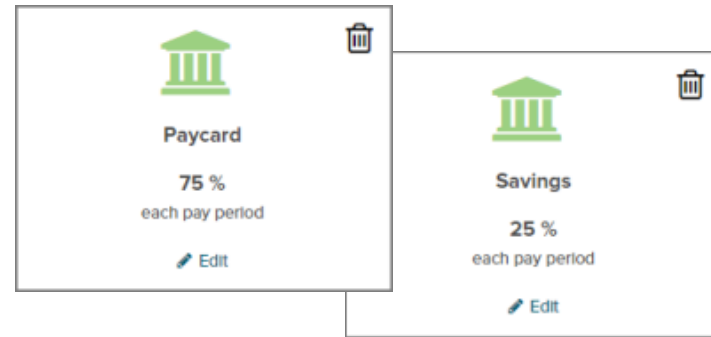 Paycard
75 %
each pay period
Edit
Savings
25 %
each pay period
Edit